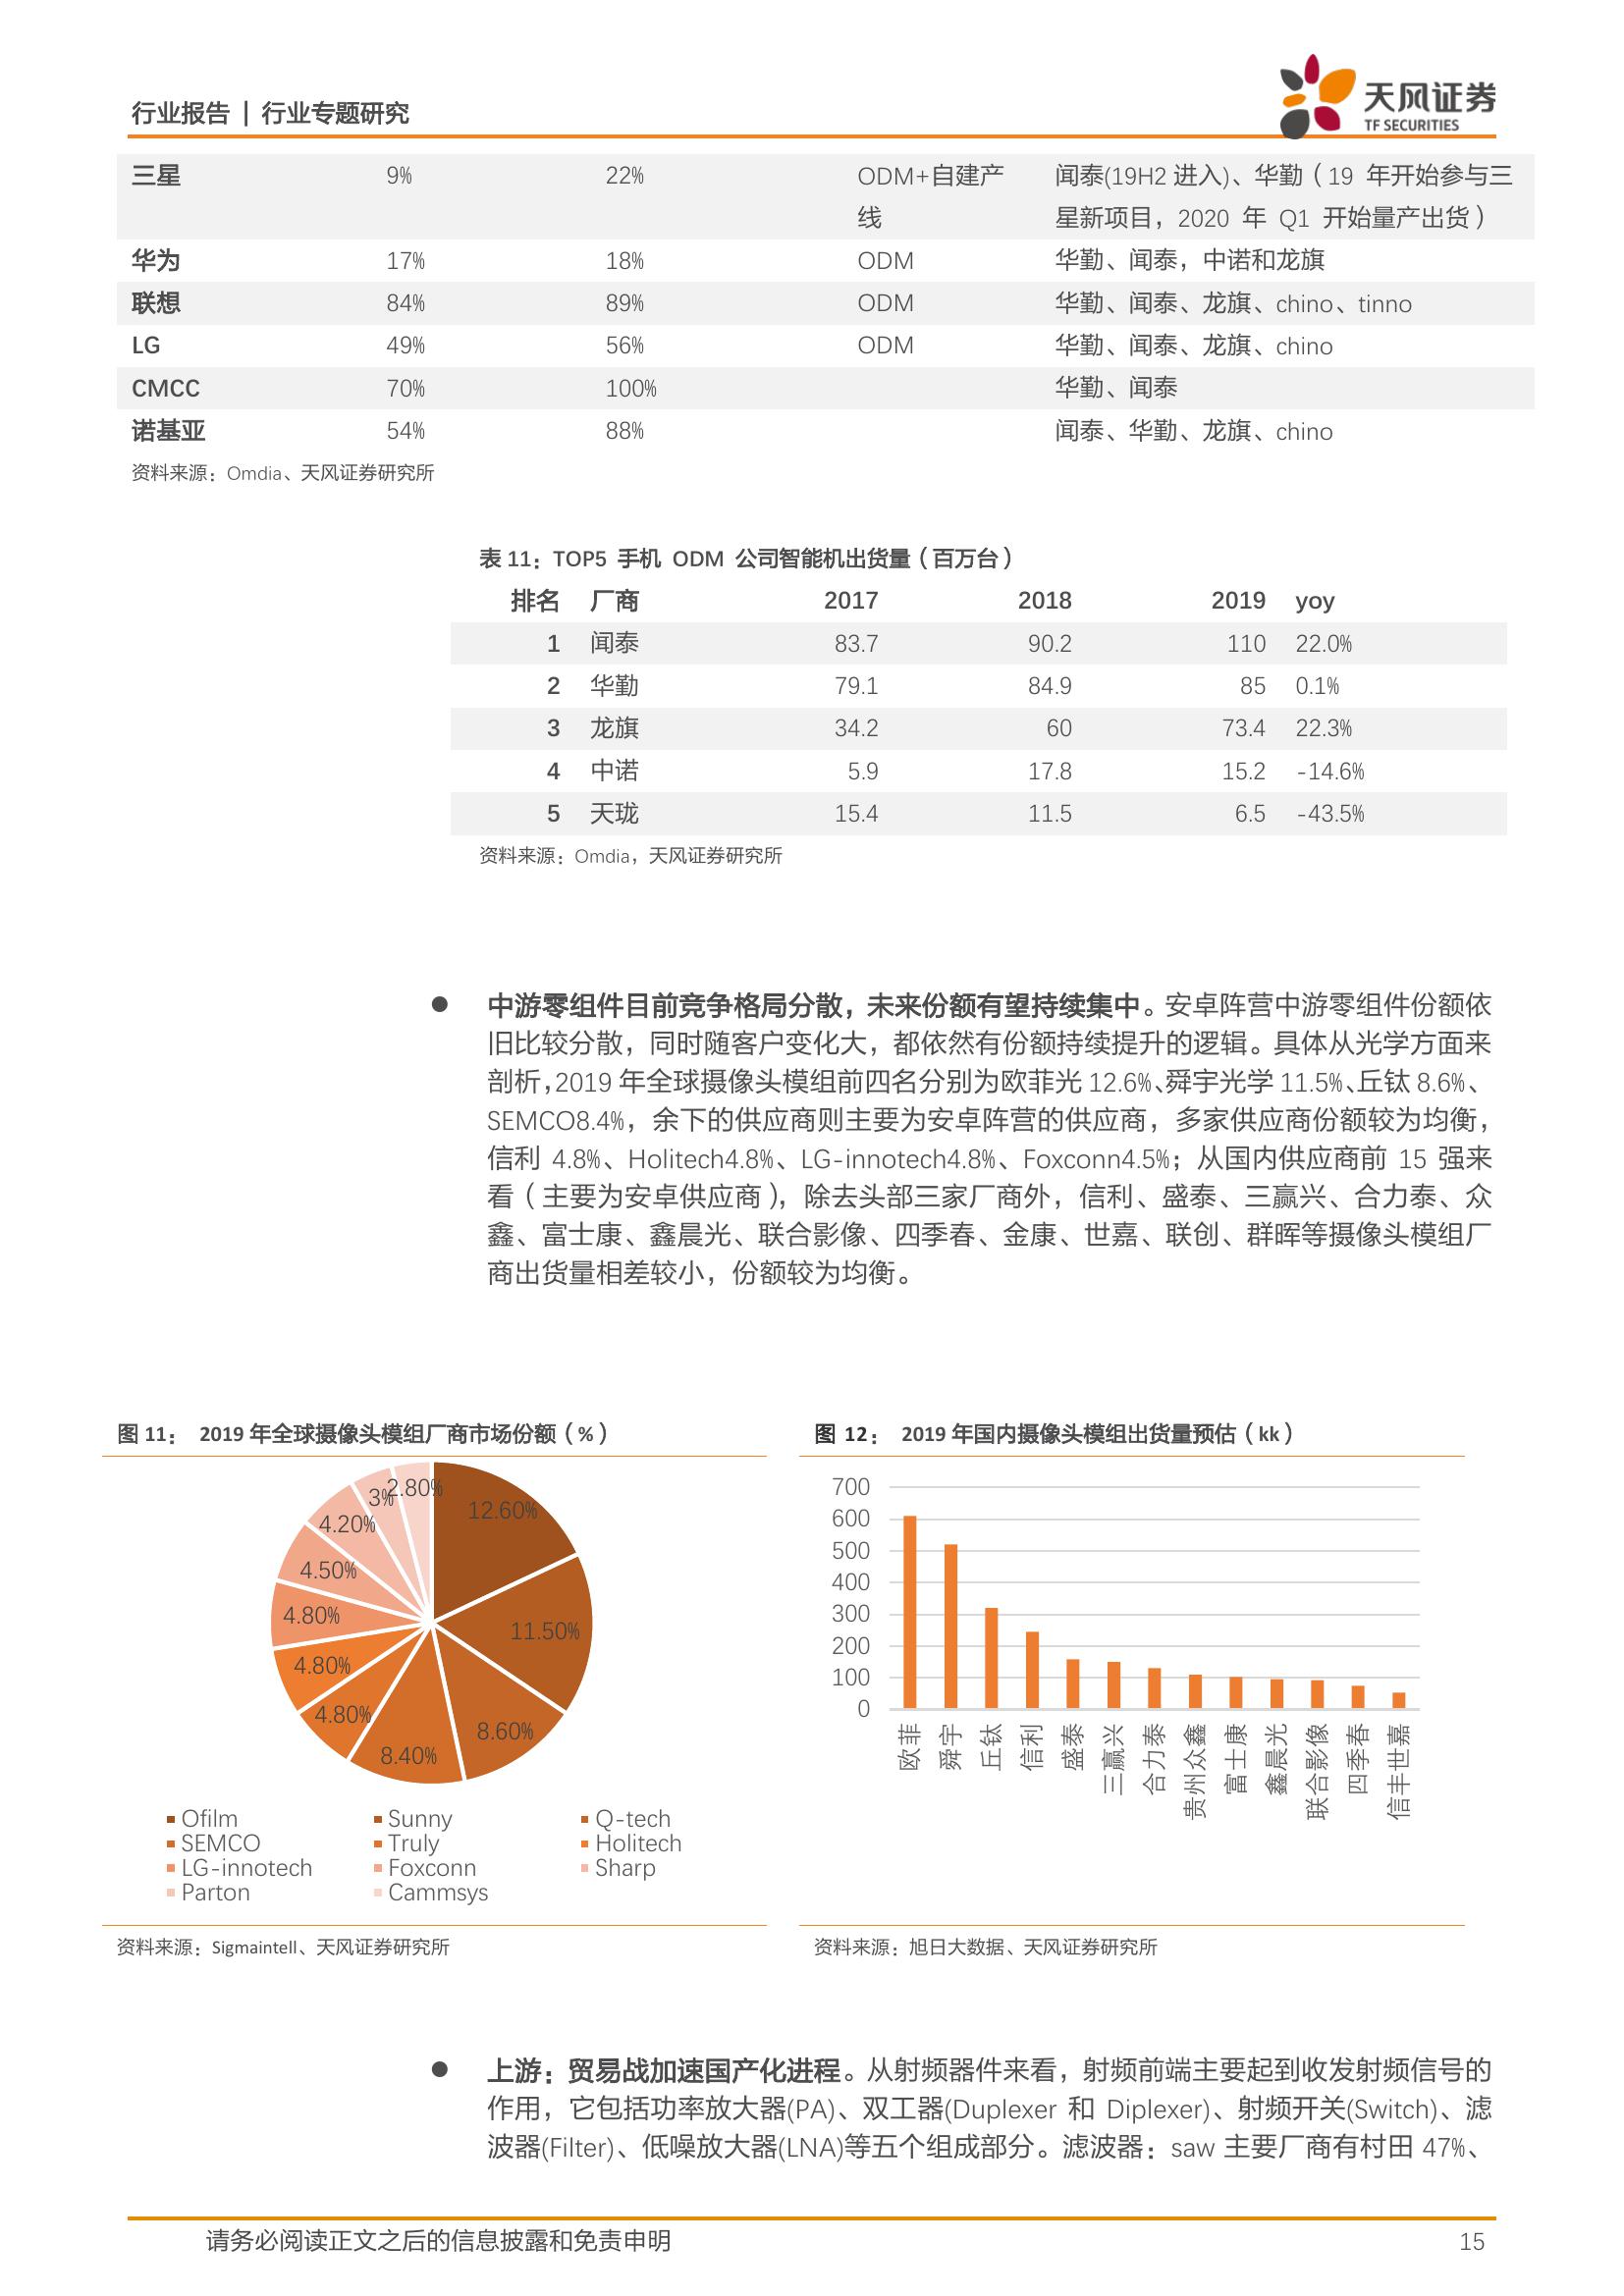 行业报告 | 行业专题研究
天风证券
TF SECURITIES
三星 9% 22% ODM+自建产 闻泰(19H2 进入)、华勤（19 年开始参与三
线 星新项目，2020 年 Q1 开始量产出货）
华为 17% 18% ODM 华勤、闻泰，中诺和龙旗
联想 84% 89% ODM 华勤、闻泰、龙旗、chino、tinno
LG 49% 56% ODM 华勤、闻泰、龙旗、chino
CMCC 70% 100% 华勤、闻泰
诺基亚 54% 88% 闻泰、华勤、龙旗、chino
资料来源：Omdia、天风证券研究所
表 11：TOP5 手机 ODM 公司智能机出货量（百万台）
排名 厂商 2017 2018 2019 yoy
1 闻泰 83.7 90.2 110 22.0%
2 华勤 79.1 84.9 85 0.1%
3 龙旗 34.2 60 73.4 22.3%
4 中诺 5.9 17.8 15.2 -14.6%
5 天珑 15.4 11.5 6.5 -43.5%
资料来源：Omdia，天风证券研究所
● 中游零组件目前竞争格局分散，未来份额有望持续集中。安卓阵营中游零组件份额依
旧比较分散，同时随客户变化大，都依然有份额持续提升的逻辑。具体从光学方面来
剖析，2019 年全球摄像头模组前四名分别为欧菲光 12.6%、舜宇光学 11.5%、丘钛 8.6%、
SEMCO8.4%，余下的供应商则主要为安卓阵营的供应商，多家供应商份额较为均衡，
信利 4.8%、Holitech4.8%、LG-innotech4.8%、Foxconn4.5%；从国内供应商前 15 强来
看（主要为安卓供应商），除去头部三家厂商外，信利、盛泰、三赢兴、合力泰、众
鑫、富士康、鑫晨光、联合影像、四季春、金康、世嘉、联创、群晖等摄像头模组厂
商出货量相差较小，份额较为均衡。
图 11： 2019 年全球摄像头模组厂商市场份额（%）
12.60%
11.50%
8.60%
8.40%
4.80%
4.80%
4.80%
4.50%
4.20%
3%
2.80%
Ofilm Sunny Q-tech
SEMCO Truly Holitech
LG-innotech Foxconn Sharp
Parton Cammsys
资料来源：Sigmaintell、天风证券研究所
图 12： 2019 年国内摄像头模组出货量预估（kk）
700
600
500
400
300
200
100
0
欧菲
舜宇
丘钛
信利
盛泰
三赢兴
合力泰
贵州众鑫
富士康
鑫晨光
联合影像
四季春
信丰世嘉
资料来源：旭日大数据、天风证券研究所
● 上游：贸易战加速国产化进程。从射频器件来看，射频前端主要起到收发射频信号的
作用，它包括功率放大器(PA)、双工器(Duplexer 和 Diplexer)、射频开关(Switch)、滤
波器(Filter)、低噪放大器(LNA)等五个组成部分。滤波器：saw 主要厂商有村田 47%、
请务必阅读正文之后的信息披露和免责申明 15